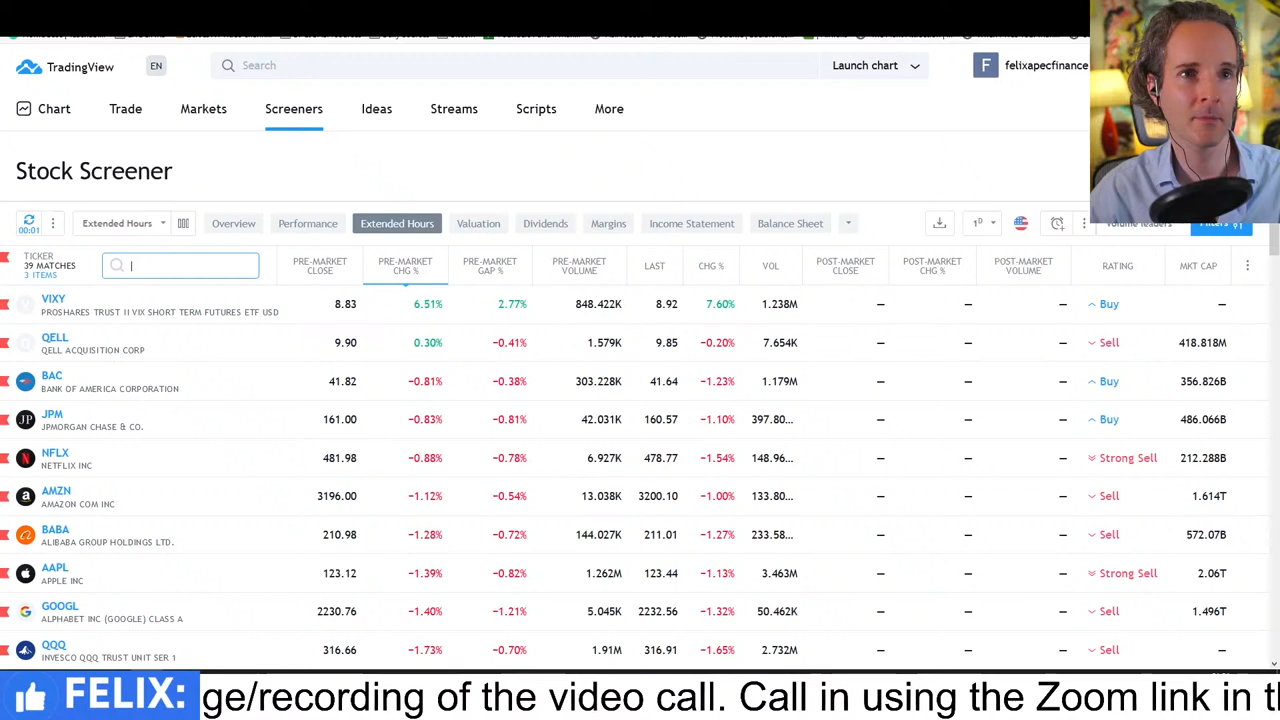 TradingView
EN
Search
Launch chart
F
felixapecfinance
Chart
Trade
Markets
Screeners
Ideas
Streams
Scripts
More
Stock Screener
00:01
Extended Hours
Overview
Performance
Extended Hours
Valuation
Dividends
Margins
Income Statement
Balance Sheet
1D
Volume leaders
Filters
TICKER
39 MATCHES
3 ITEMS
PRE-MARKET
CLOSE
PRE-MARKET
CHG %
PRE-MARKET
GAP %
PRE-MARKET
VOLUME
LAST
CHG %
VOL
POST-MARKET
CLOSE
POST-MARKET
CHG %
POST-MARKET
VOLUME
RATING
MKT CAP
VIXY 8.83 6.51% 2.77% 848.422K 8.92 7.60% 1.238M — — — Buy —
PROSHARES TRUST II VIX SHORT TERM FUTURES ETF USD
QELL 9.90 0.30% −0.41% 1.579K 9.85 −0.20% 7.654K — — — Sell 418.818M
QELL ACQUISITION CORP
BAC 41.82 −0.81% −0.38% 303.228K 41.64 −1.23% 1.179M — — — Buy 356.826B
BANK OF AMERICA CORPORATION
JPM 161.00 −0.83% −0.81% 42.031K 160.57 −1.10% 397.80... — — — Buy 486.066B
JPMORGAN CHASE & CO.
NFLX 481.98 −0.88% −0.78% 6.927K 478.77 −1.54% 148.96... — — — Strong Sell 212.288B
NETFLIX INC
AMZN 3196.00 −1.12% −0.54% 13.038K 3200.10 −1.00% 133.80... — — — Sell 1.614T
AMAZON COM INC
BABA 210.98 −1.28% −0.72% 144.027K 211.01 −1.27% 233.58... — — — Sell 572.07B
ALIBABA GROUP HOLDINGS LTD.
AAPL 123.12 −1.39% −0.82% 1.262M 123.44 −1.13% 3.463M — — — Strong Sell 2.06T
APPLE INC
GOOGL 2230.76 −1.40% −1.21% 5.045K 2232.56 −1.32% 50.462K — — — Sell 1.496T
ALPHABET INC (GOOGLE) CLASS A
QQQ 316.66 −1.73% −0.70% 1.91M 316.91 −1.65% 2.732M — — — Sell
INVESCO QQQ TRUST UNIT SER 1
FELIX: ge/recording of the video call. Call in using the Zoom link in th